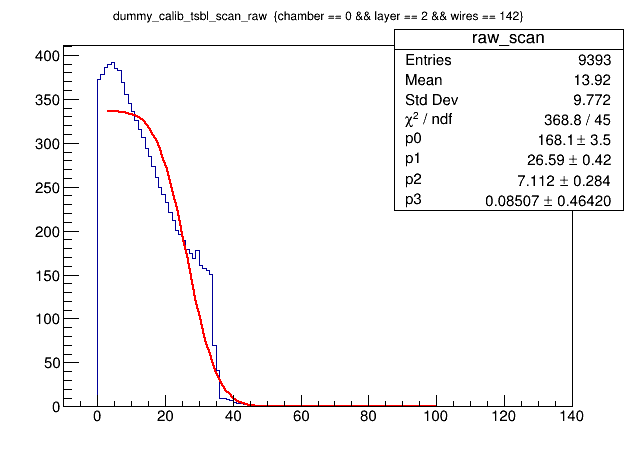 dummy_calib_tsbl_scan_raw {chamber == 0 && layer == 2 && wires == 142}
raw_scan
Entries 9393
Mean 13.92
Std Dev 9.772
χ² / ndf 368.8 / 45
p0 168.1 ± 3.5
p1 26.59 ± 0.42
p2 7.112 ± 0.284
p3 0.08507 ± 0.46420
400
350
300
250
200
150
100
50
0
0 20 40 60 80 100 120 140